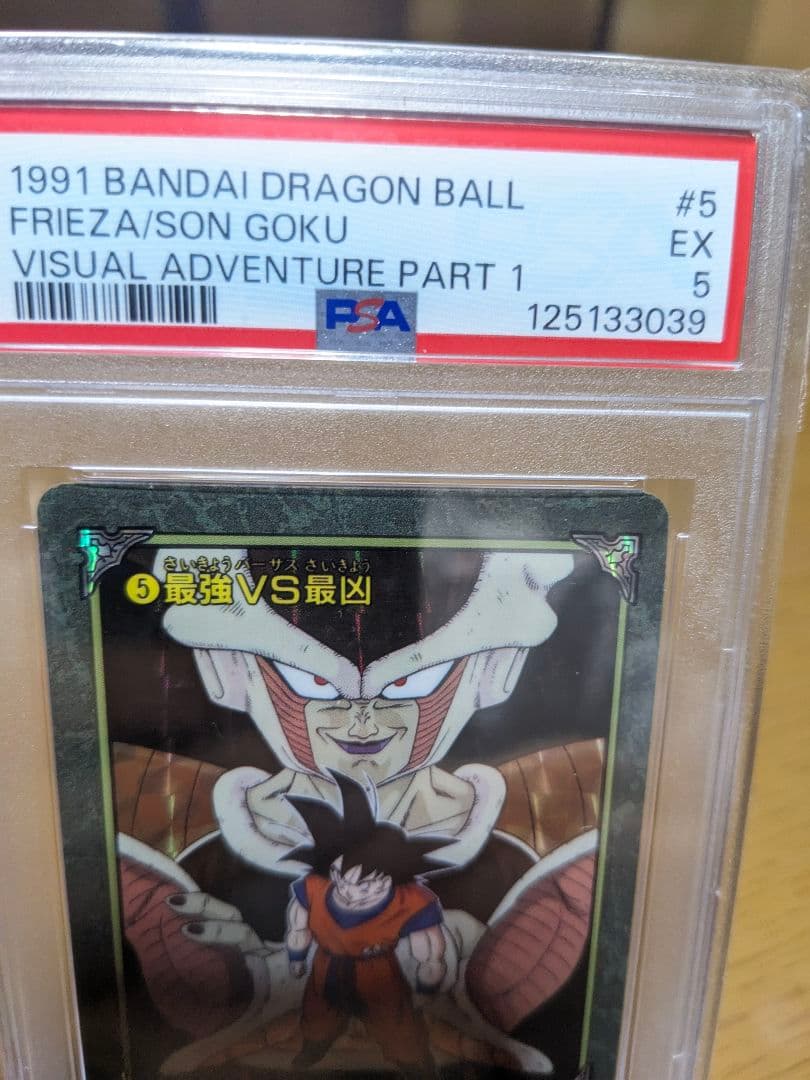 1991 BANDAI DRAGON BALL #5
FRIEZA/SON GOKU EX
VISUAL ADVENTURE PART 1 5
PSA 125133039
さいきょうバーサス さいきょう
5 最強VS最凶